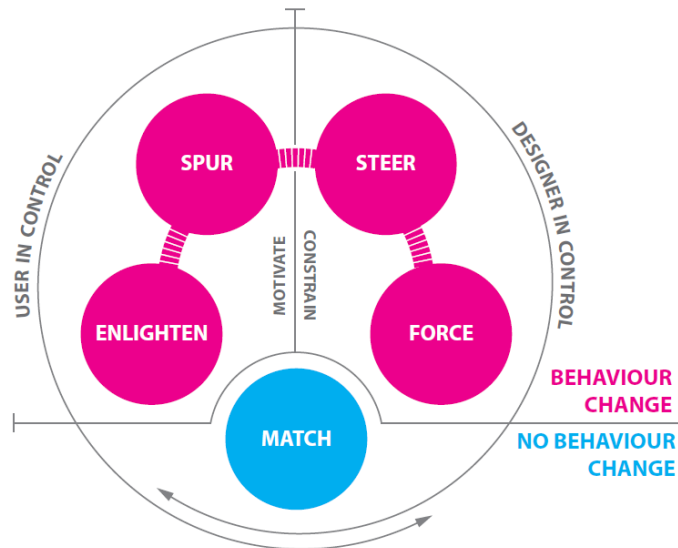 SPUR
STEER
USER IN CONTROL
DESIGNER IN CONTROL
MOTIVATE
CONSTRAIN
ENLIGHTEN
FORCE
BEHAVIOUR
CHANGE
MATCH
NO BEHAVIOUR
CHANGE